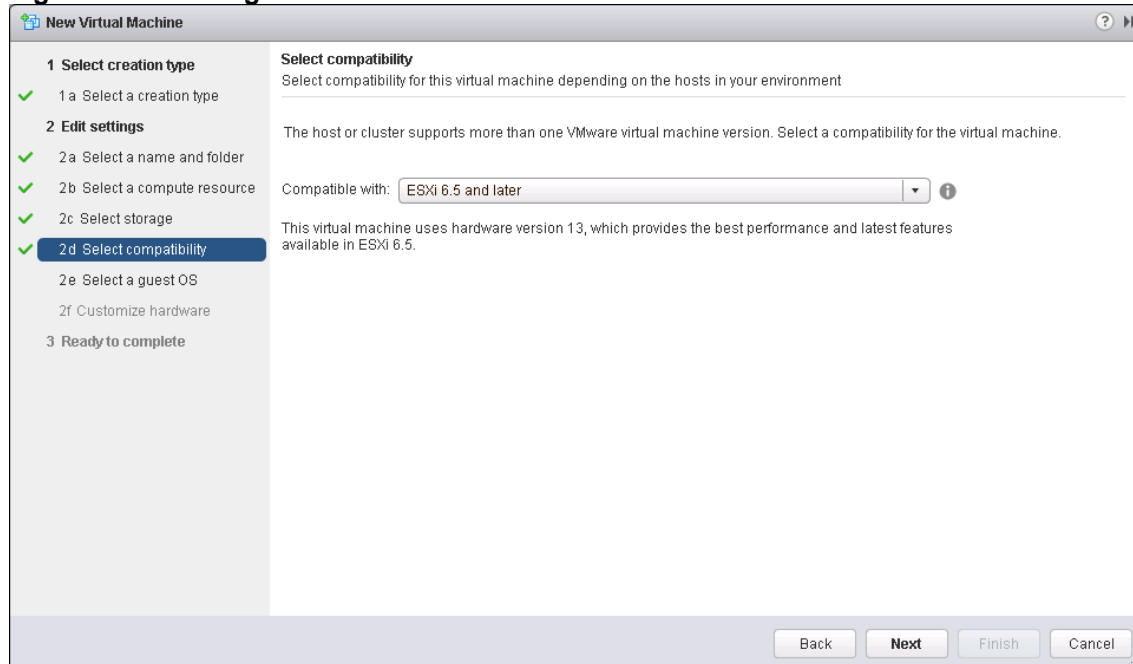 New Virtual Machine
1 Select creation type
1a Select a creation type
2 Edit settings
2a Select a name and folder
2b Select a compute resource
2c Select storage
2d Select compatibility
2e Select a guest OS
2f Customize hardware
3 Ready to complete
Select compatibility
Select compatibility for this virtual machine depending on the hosts in your environment
The host or cluster supports more than one VMware virtual machine version. Select a compatibility for the virtual machine.
Compatible with: ESXi 6.5 and later
This virtual machine uses hardware version 13, which provides the best performance and latest features
available in ESXi 6.5.
Back Next Finish Cancel